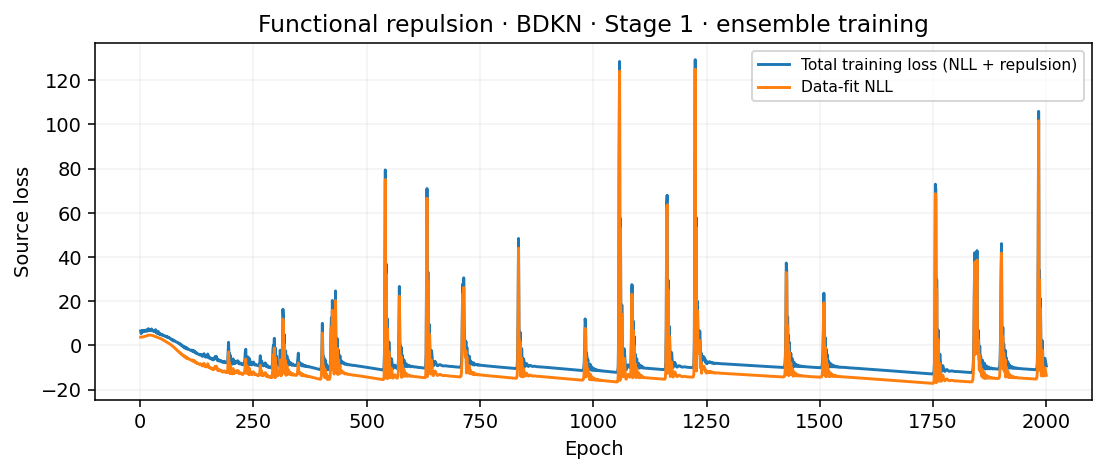 Functional repulsion · BDKN · Stage 1 · ensemble training
Total training loss (NLL + repulsion)
Data-fit NLL
120
100
80
60
40
20
0
−20
Source loss
0 250 500 750 1000 1250 1500 1750 2000
Epoch